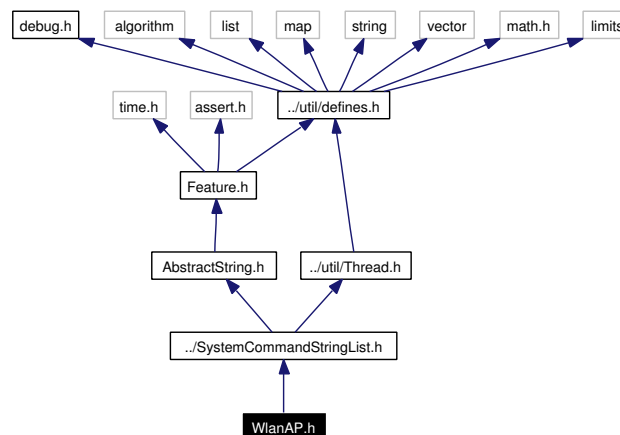 debug.h
algorithm
list
map
string
vector
math.h
limits
time.h
assert.h
../util/defines.h
Feature.h
AbstractString.h
../util/Thread.h
../SystemCommandStringList.h
WlanAP.h